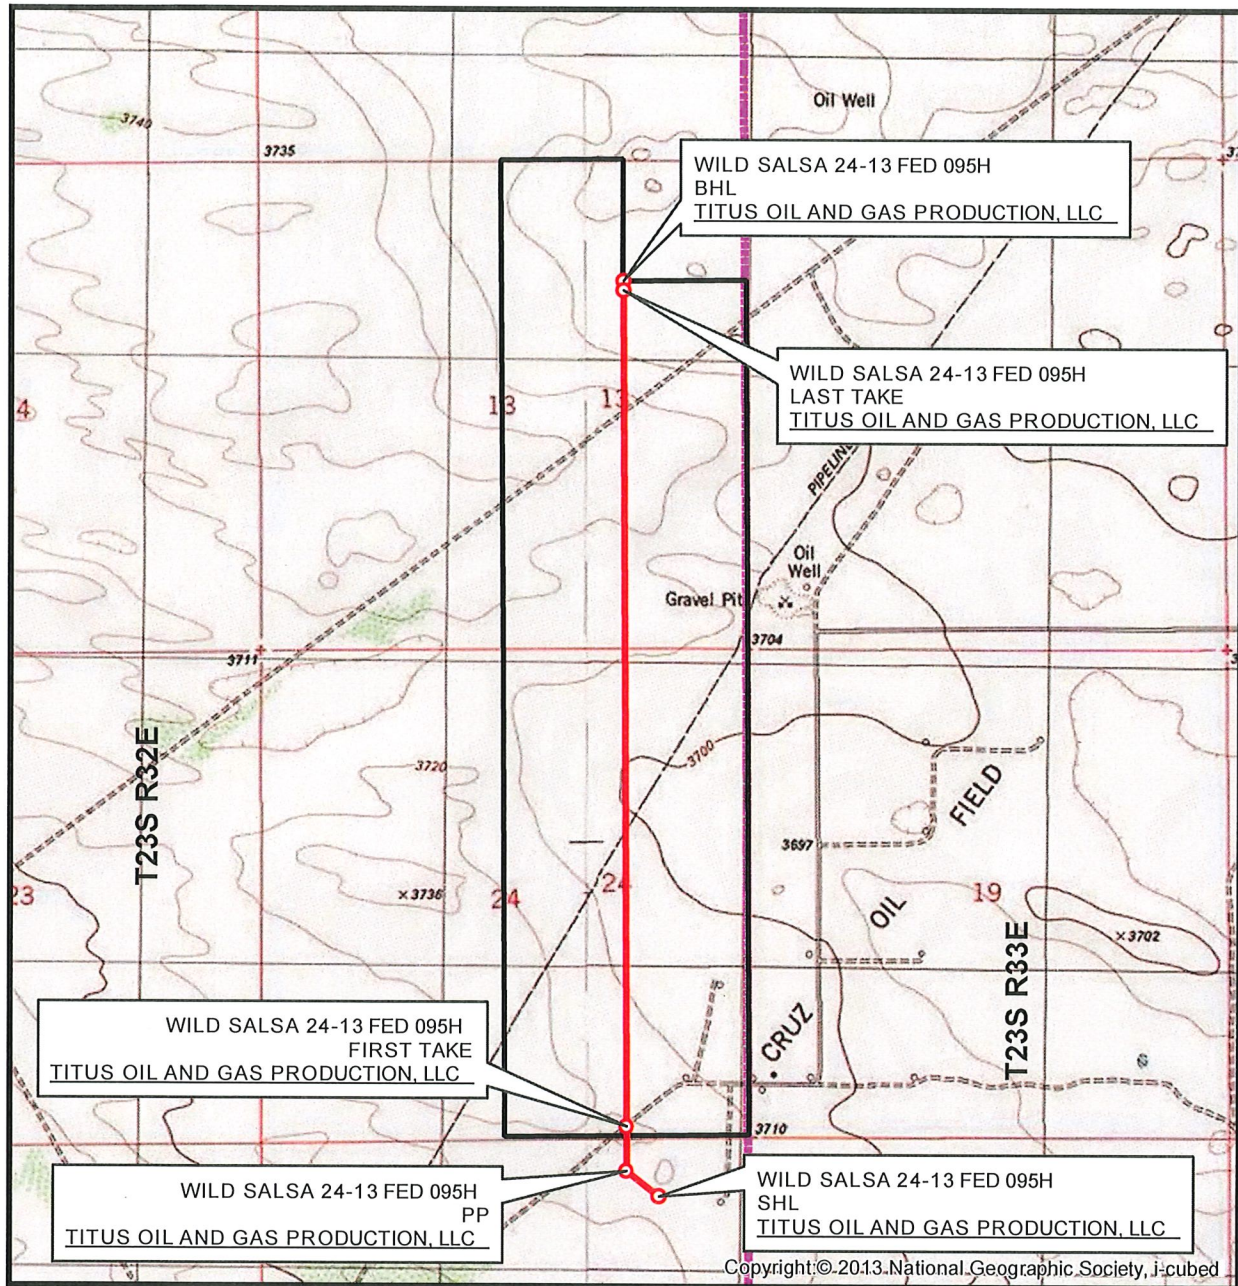 Oil Well
3740
3735
WILD SALSA 24-13 FED 095H
BHL
TITUS OIL AND GAS PRODUCTION, LLC
WILD SALSA 24-13 FED 095H
LAST TAKE
TITUS OIL AND GAS PRODUCTION, LLC
13
13
PIPELINE
Oil
Well
Gravel Pit
3704
3711
T23S R32E
3700
3720
FIELD
3697
23
×3736
24
24
OIL
19
×3702
T23S R33E
WILD SALSA 24-13 FED 095H
FIRST TAKE
TITUS OIL AND GAS PRODUCTION, LLC
CRUZ
3710
WILD SALSA 24-13 FED 095H
PP
TITUS OIL AND GAS PRODUCTION, LLC
WILD SALSA 24-13 FED 095H
SHL
TITUS OIL AND GAS PRODUCTION, LLC
Copyright:© 2013 National Geographic Society, i-cubed